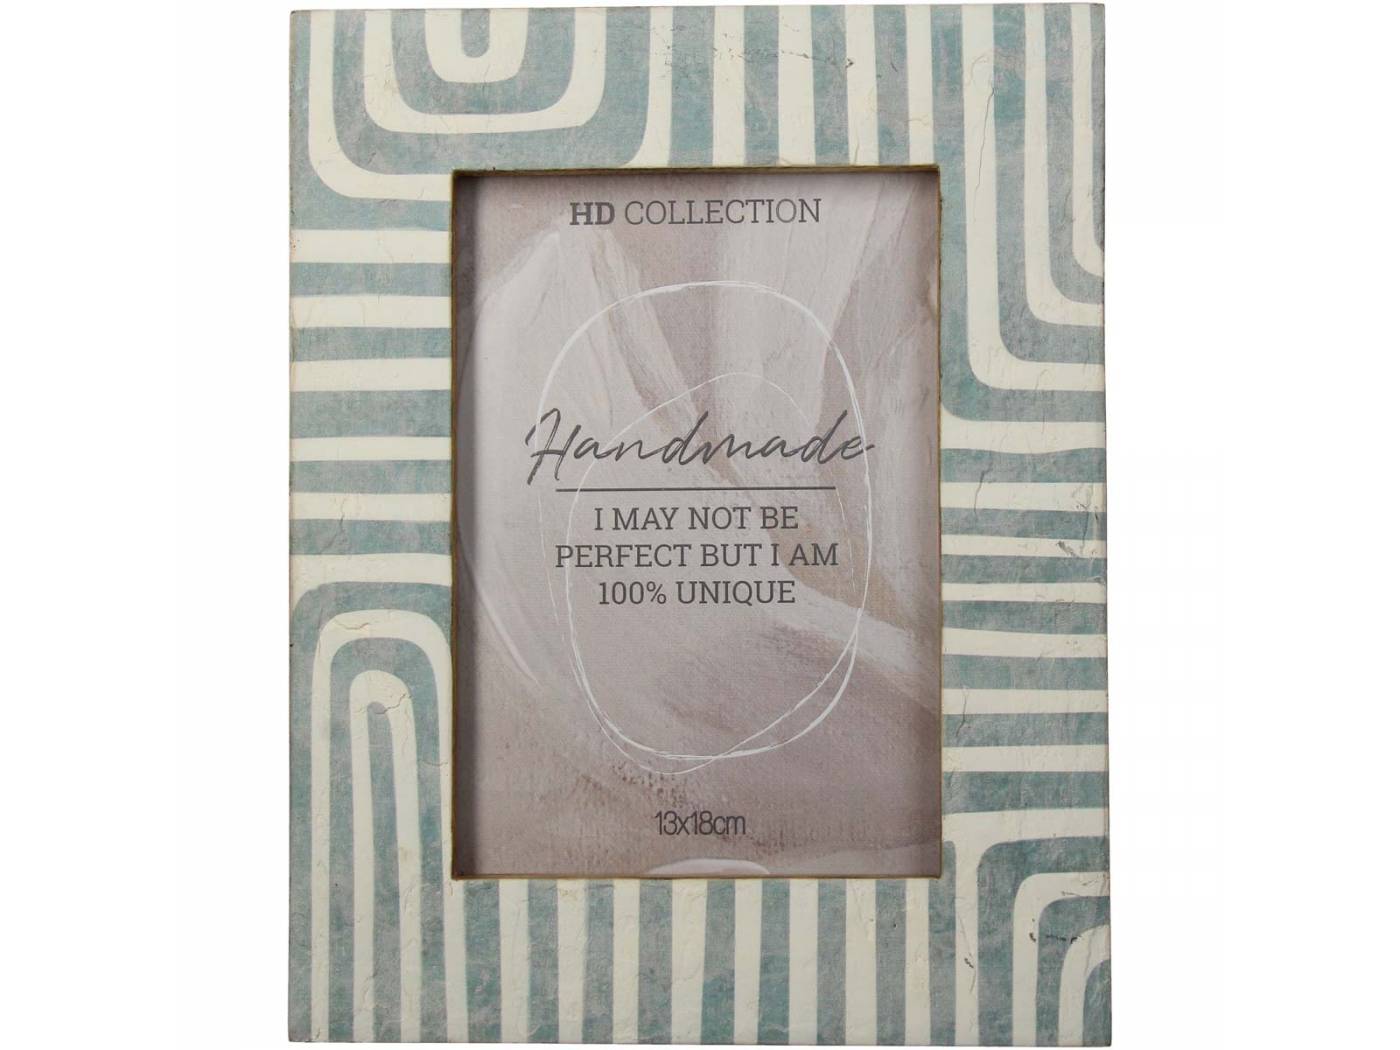 HD COLLECTION
Handmade
I MAY NOT BE
PERFECT BUT I AM
100% UNIQUE
13x18cm